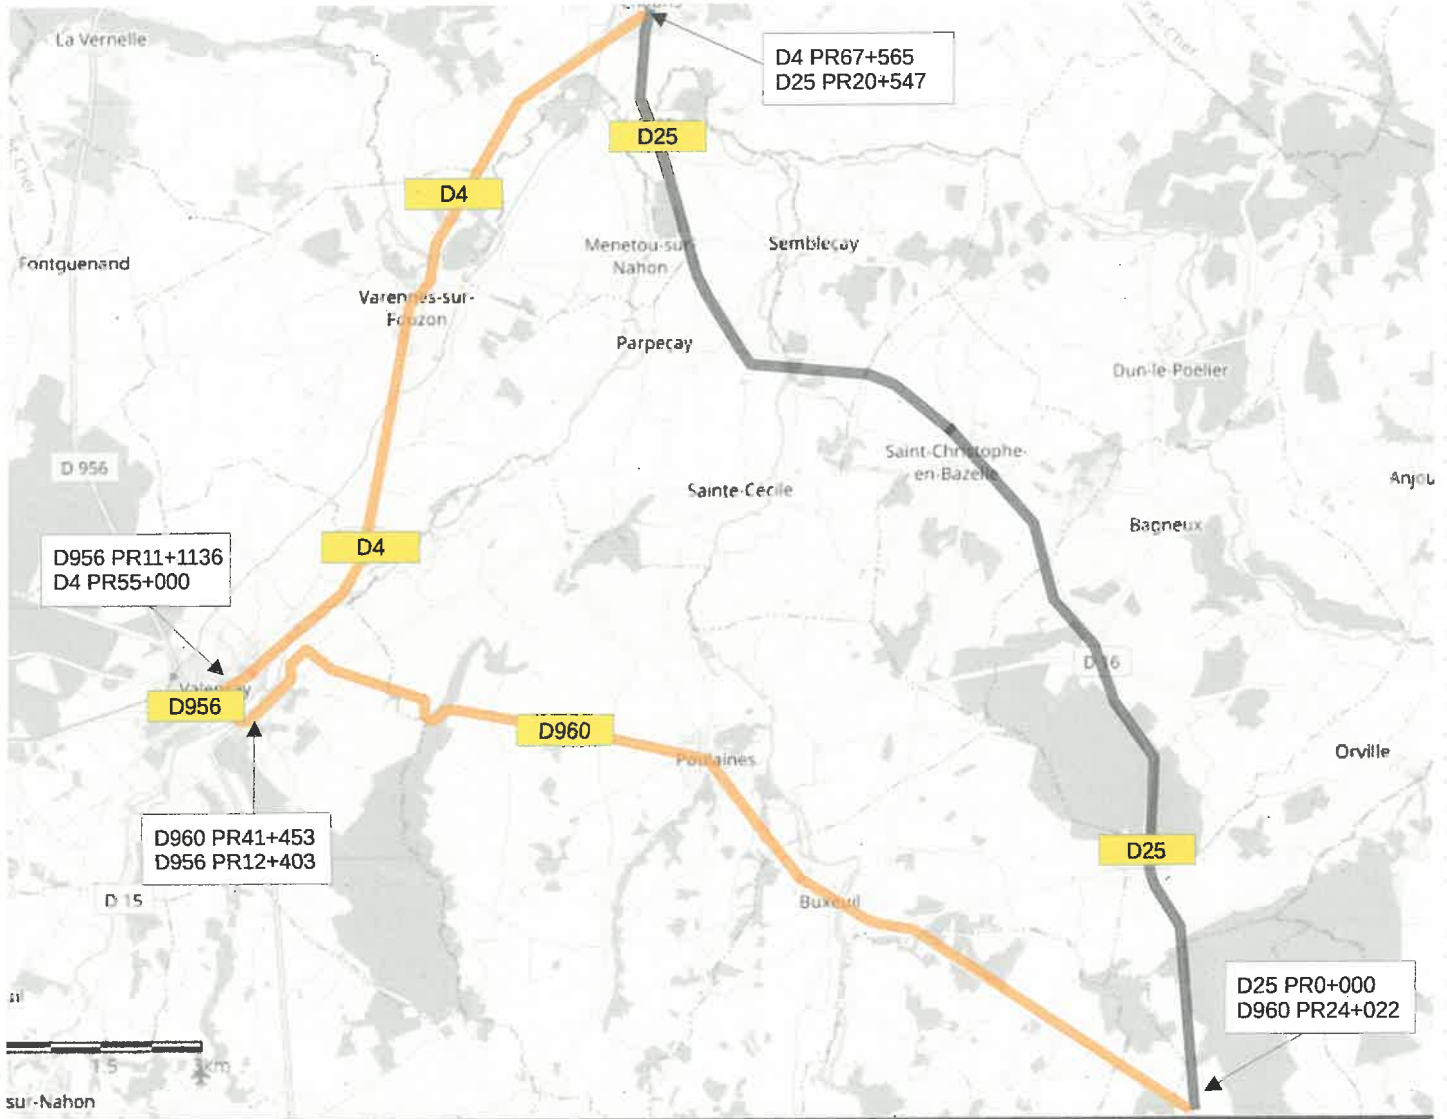 La Vernelle
D4 PR67+565
D25 PR20+547
D25
D4
Menetou-sur-
Nahon
Semblecay
Fontguenand
Varennes-sur-
Fouzon
Parpecay
Dun-le-Poelier
D 956
Saint-Christophe-
en-Bazelle
Sainte-Cecile
Anjou
Bagneux
D4
D956 PR11+1136
D4 PR55+000
D 16
Valencay
D956
D960
Poulaines
Orville
D960 PR41+453
D956 PR12+403
D25
D 15
Buxeuil
D25 PR0+000
D960 PR24+022
1.5
3km
sur-Nahon